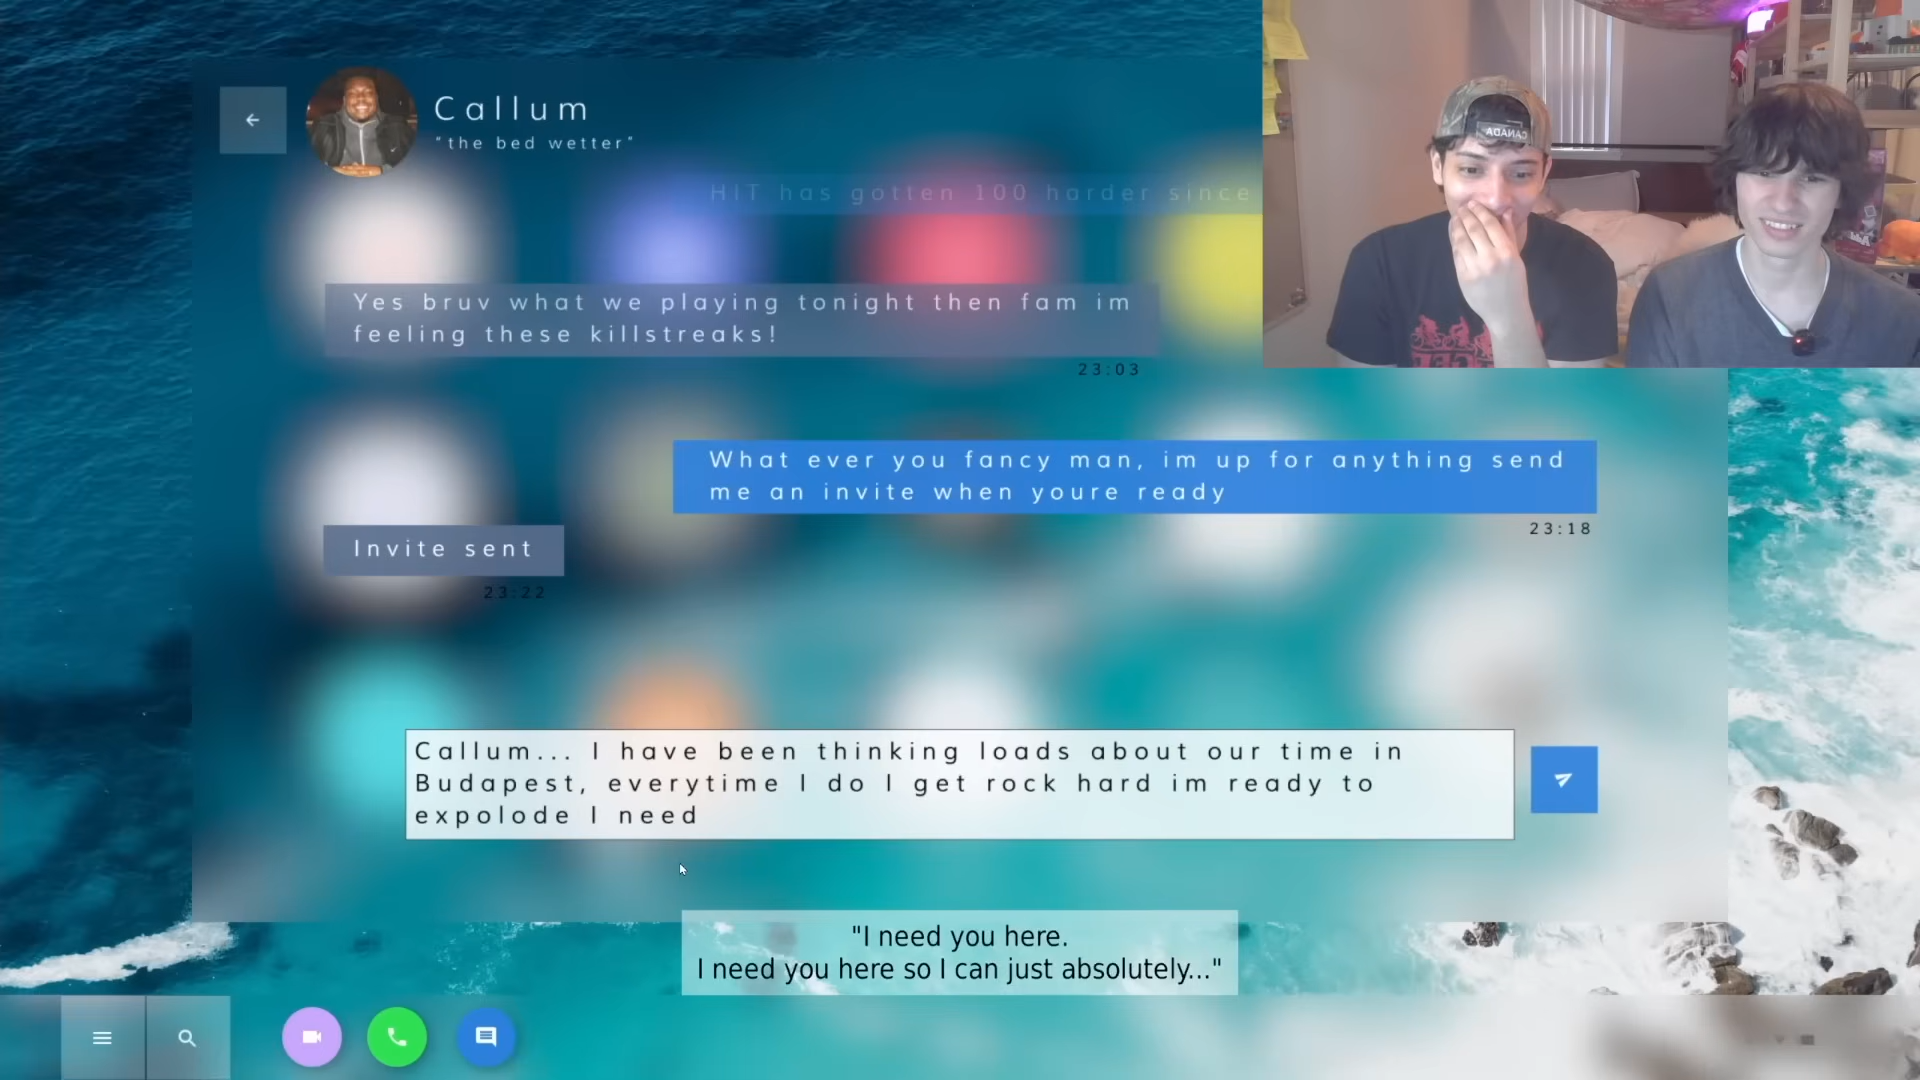 Callum
"the bed wetter"
HIT has gotten 100 harder since
Yes bruv what we playing tonight then fam im
feeling these killstreaks!
23:03
What ever you fancy man, im up for anything send
me an invite when youre ready
23:18
Invite sent
23:22
Callum... I have been thinking loads about our time in
Budapest, everytime I do I get rock hard im ready to
expolode I need
"I need you here.
I need you here so I can just absolutely..."
CANADA